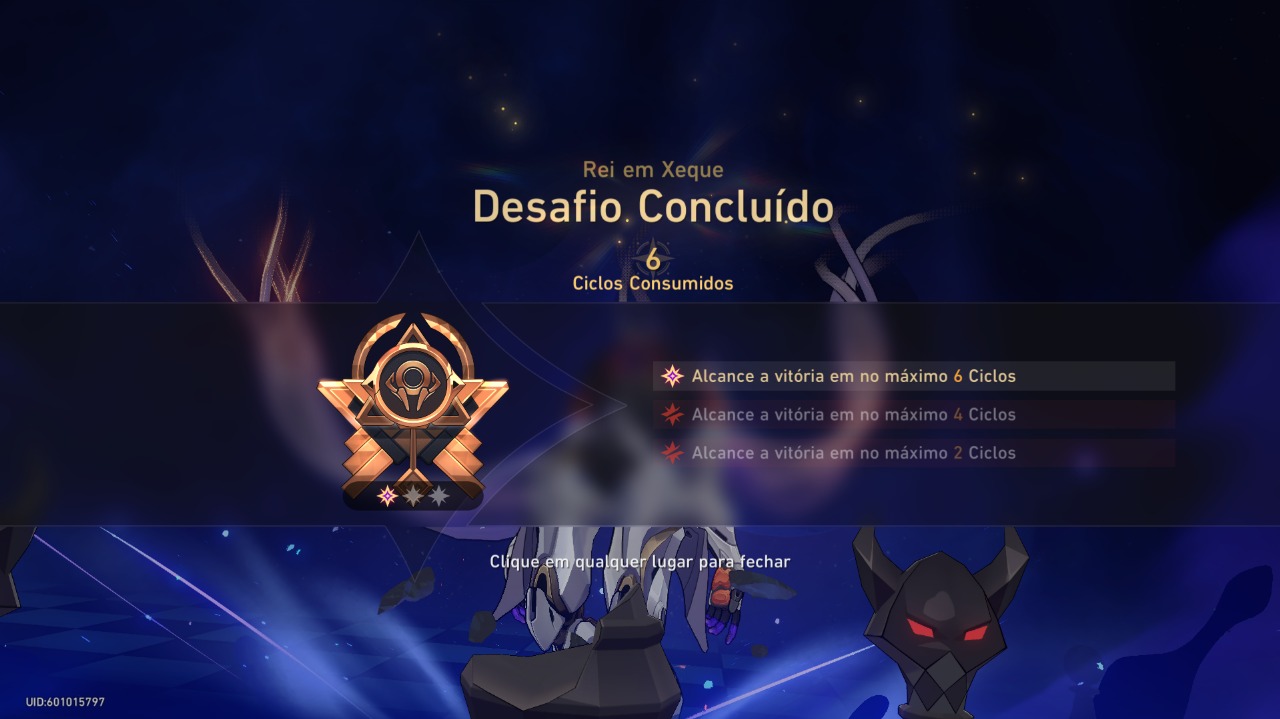 Rei em Xeque
Desafio Concluído
6
Ciclos Consumidos
Alcance a vitória em no máximo 6 Ciclos
Alcance a vitória em no máximo 4 Ciclos
Alcance a vitória em no máximo 2 Ciclos
Clique em qualquer lugar para fechar
UID:601015797